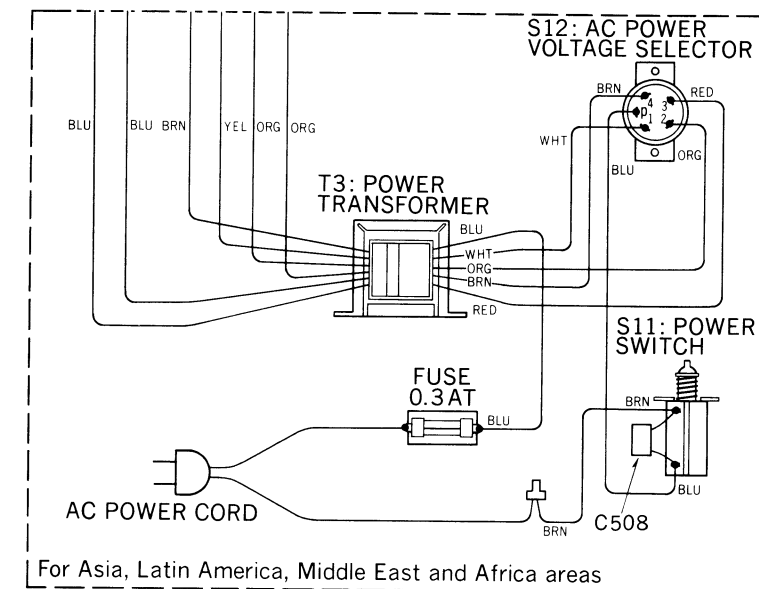 S12: AC POWER
VOLTAGE SELECTOR
BRN
RED
4
3
P
1
2
WHT
BLU
ORG
BLU
BLU
BRN
YEL
ORG
ORG
T3: POWER
TRANSFORMER
BLU
WHT
ORG
BRN
RED
S11: POWER
SWITCH
FUSE
0.3AT
BLU
BRN
BLU
C508
AC POWER CORD
BRN
For Asia, Latin America, Middle East and Africa areas